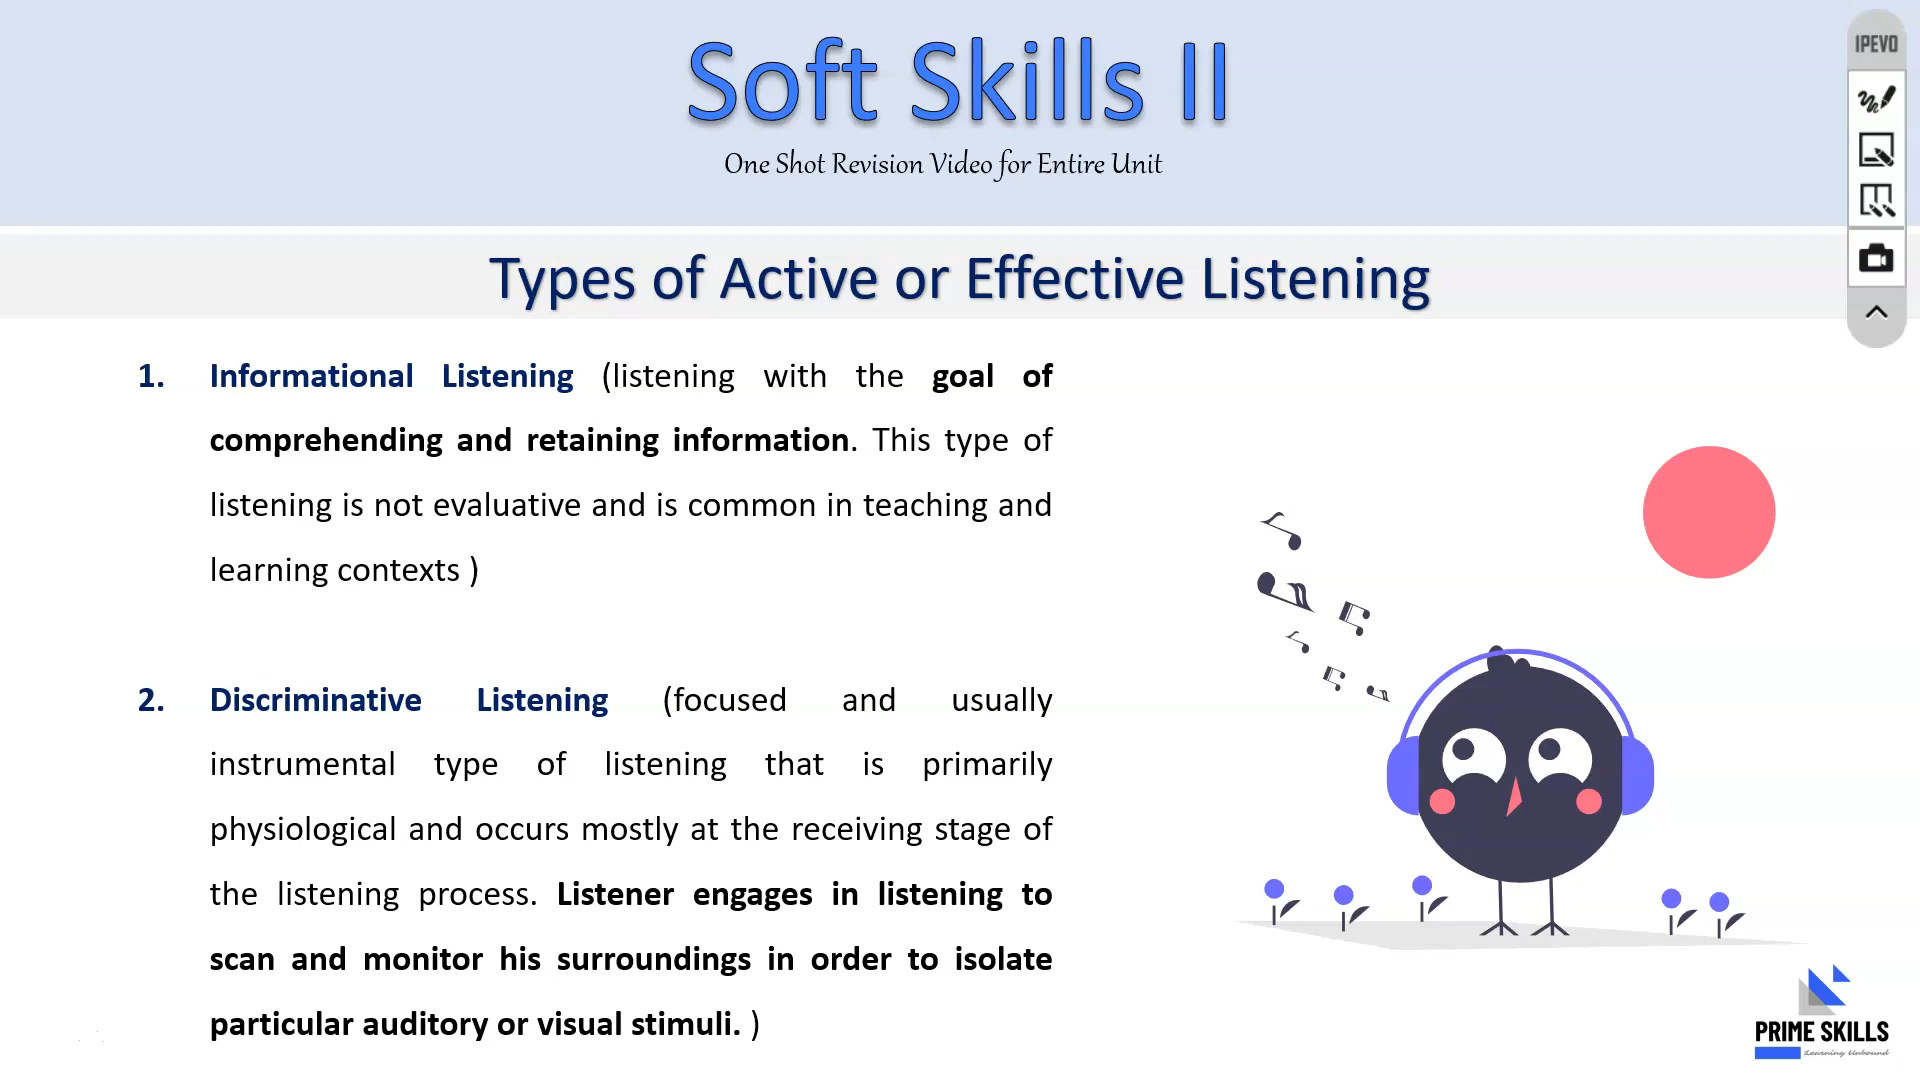 Soft Skills II
One Shot Revision Video for Entire Unit
IPEVO
Types of Active or Effective Listening
1. Informational Listening (listening with the goal of
comprehending and retaining information. This type of
listening is not evaluative and is common in teaching and
learning contexts )
2. Discriminative Listening (focused and usually
instrumental type of listening that is primarily
physiological and occurs mostly at the receiving stage of
the listening process. Listener engages in listening to
scan and monitor his surroundings in order to isolate
particular auditory or visual stimuli. )
PRIME SKILLS
Learning Unbound